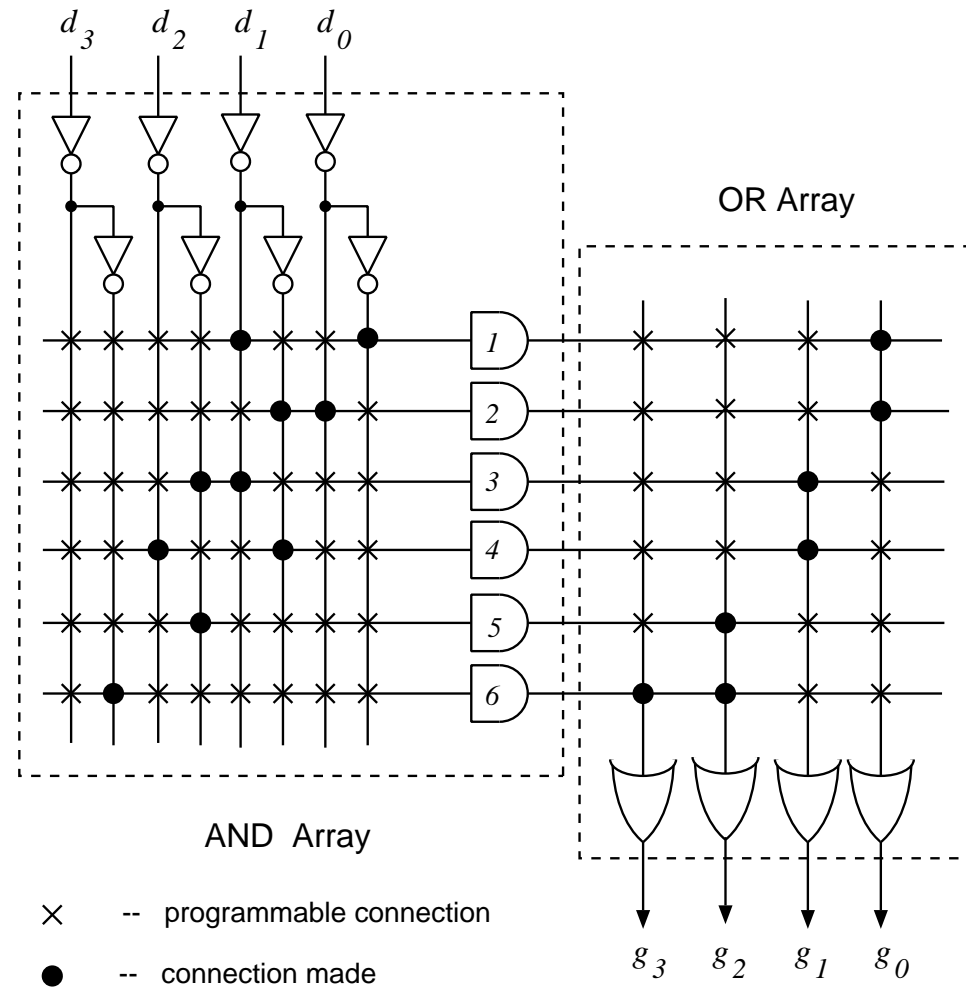 d3 d2 d1 d0
OR Array
1
2
3
4
5
6
AND Array
-- programmable connection
-- connection made
g3 g2 g1 g0